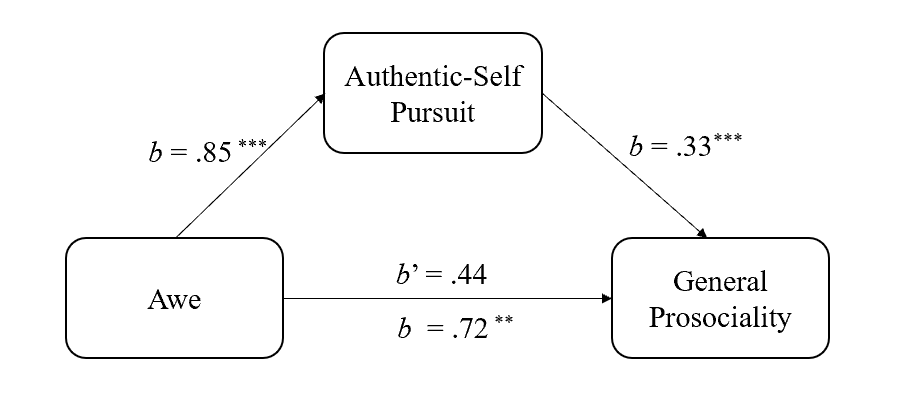 Authentic-Self
Pursuit
b = .85 ***
b = .33***
Awe
b’ = .44
b = .72 **
General
Prosociality